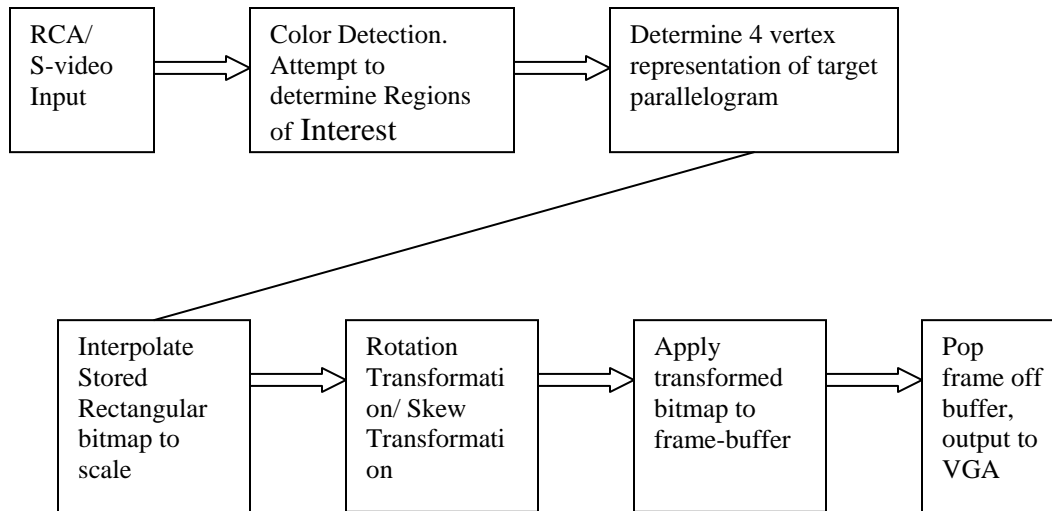 RCA/
S-video
Input
Color Detection.
Attempt to
determine Regions
of Interest
Determine 4 vertex
representation of target
parallelogram
Interpolate
Stored
Rectangular
bitmap to
scale
Rotation
Transformati
on/ Skew
Transformati
on
Apply
transformed
bitmap to
frame-buffer
Pop
frame off
buffer,
output to
VGA